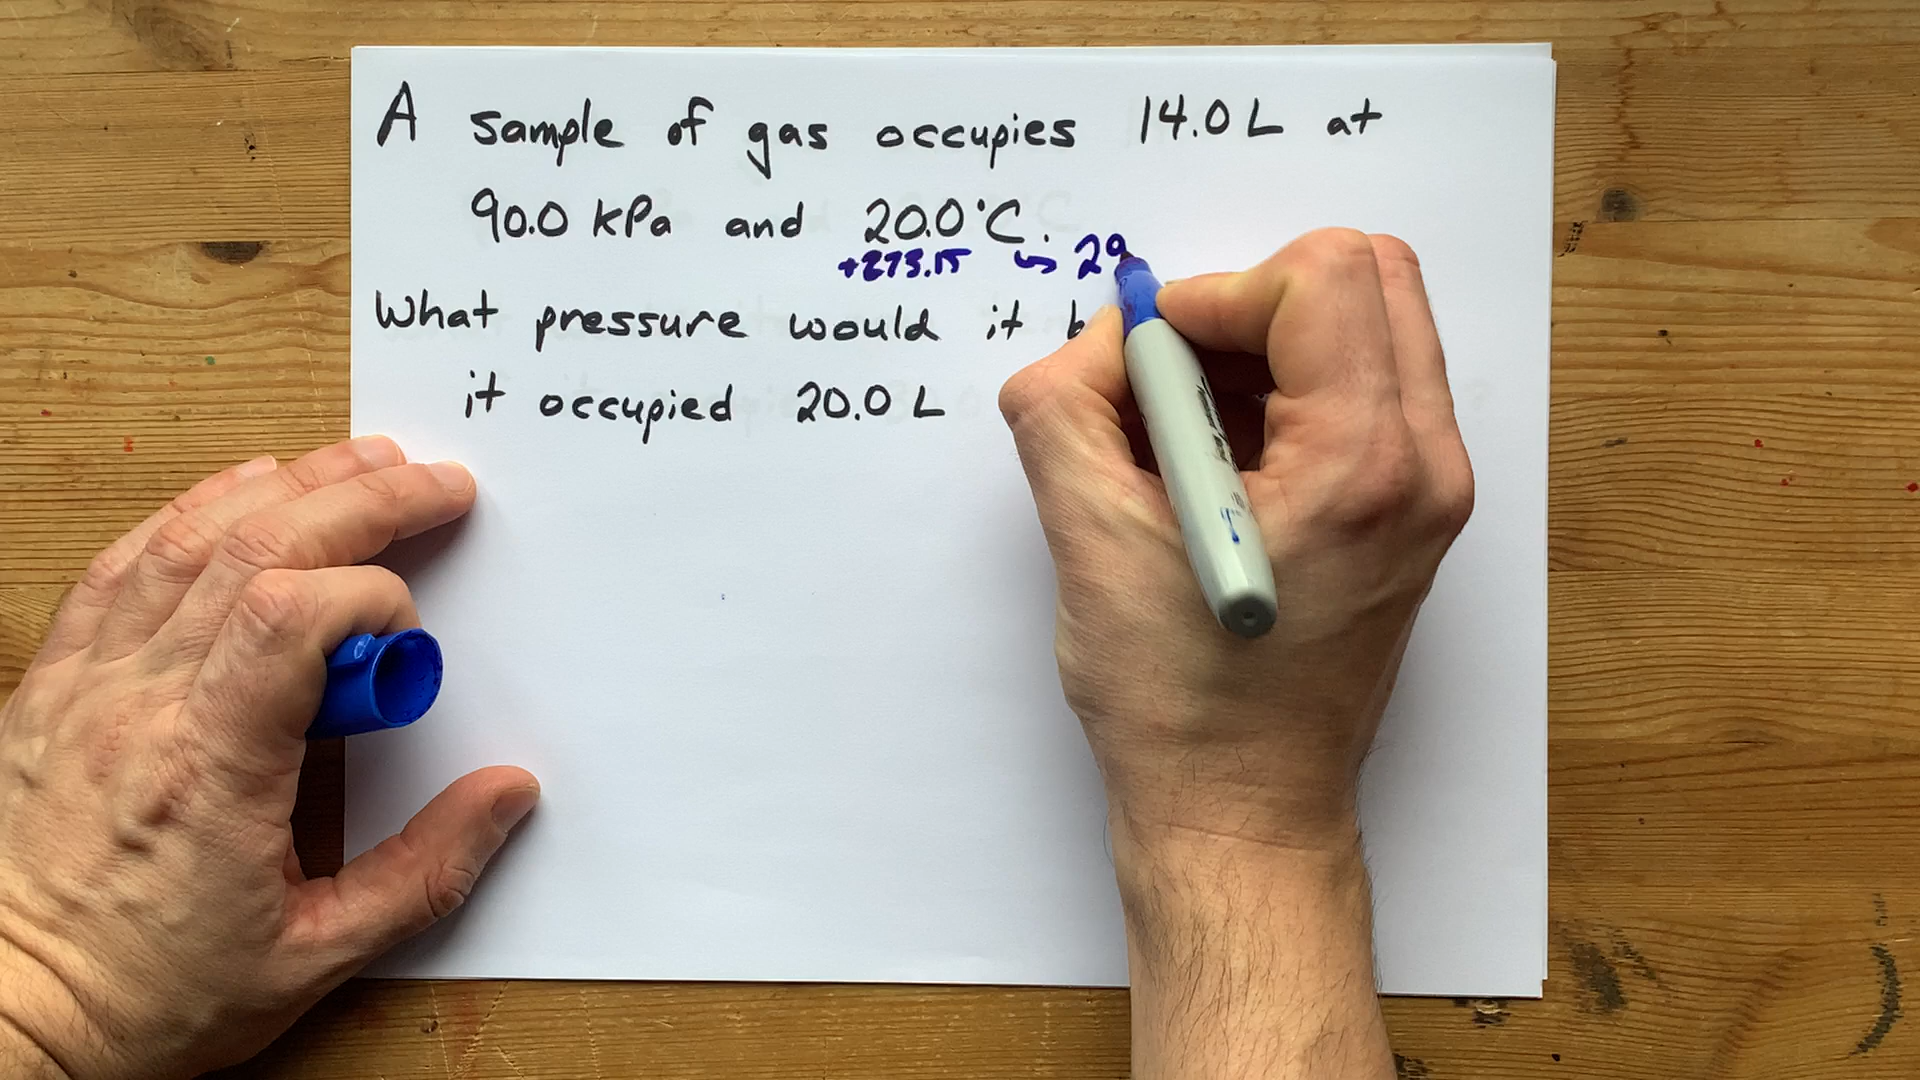 A sample of gas occupies 14.0 L at
90.0 kPa and 20.0°C.
+273.15 ↳ 29
What pressure would it
it occupied 20.0 L